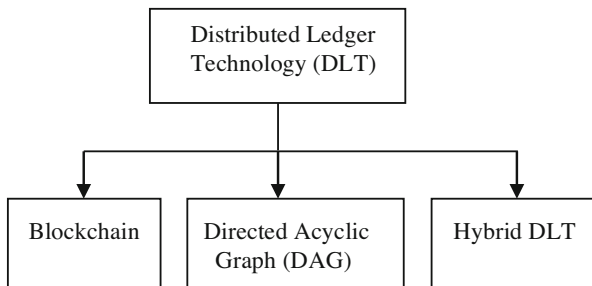 Distributed Ledger
Technology (DLT)
Blockchain
Directed Acyclic
Graph (DAG)
Hybrid DLT